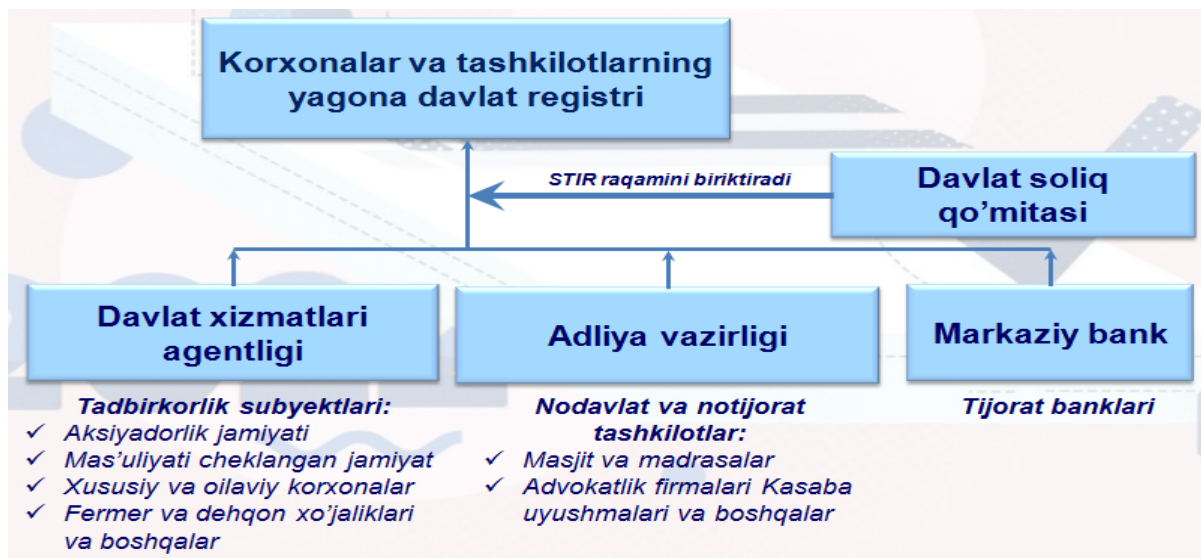 Korxonalar va tashkilotlarning
yagona davlat registri
STIR raqamini biriktiradi
Davlat soliq
qo’mitasi
Davlat xizmatlari
agentligi
Adliya vazirligi
Markaziy bank
Tadbirkorlik subyektlari:
✓ Aksiyadorlik jamiyati
✓ Mas’uliyati cheklangan jamiyat
✓ Xususiy va oilaviy korxonalar
✓ Fermer va dehqon xo’jaliklari
va boshqalar
Nodavlat va notijorat
tashkilotlar:
✓ Masjit va madrasalar
✓ Advokatlik firmalari Kasaba
uyushmalari va boshqalar
Tijorat banklari